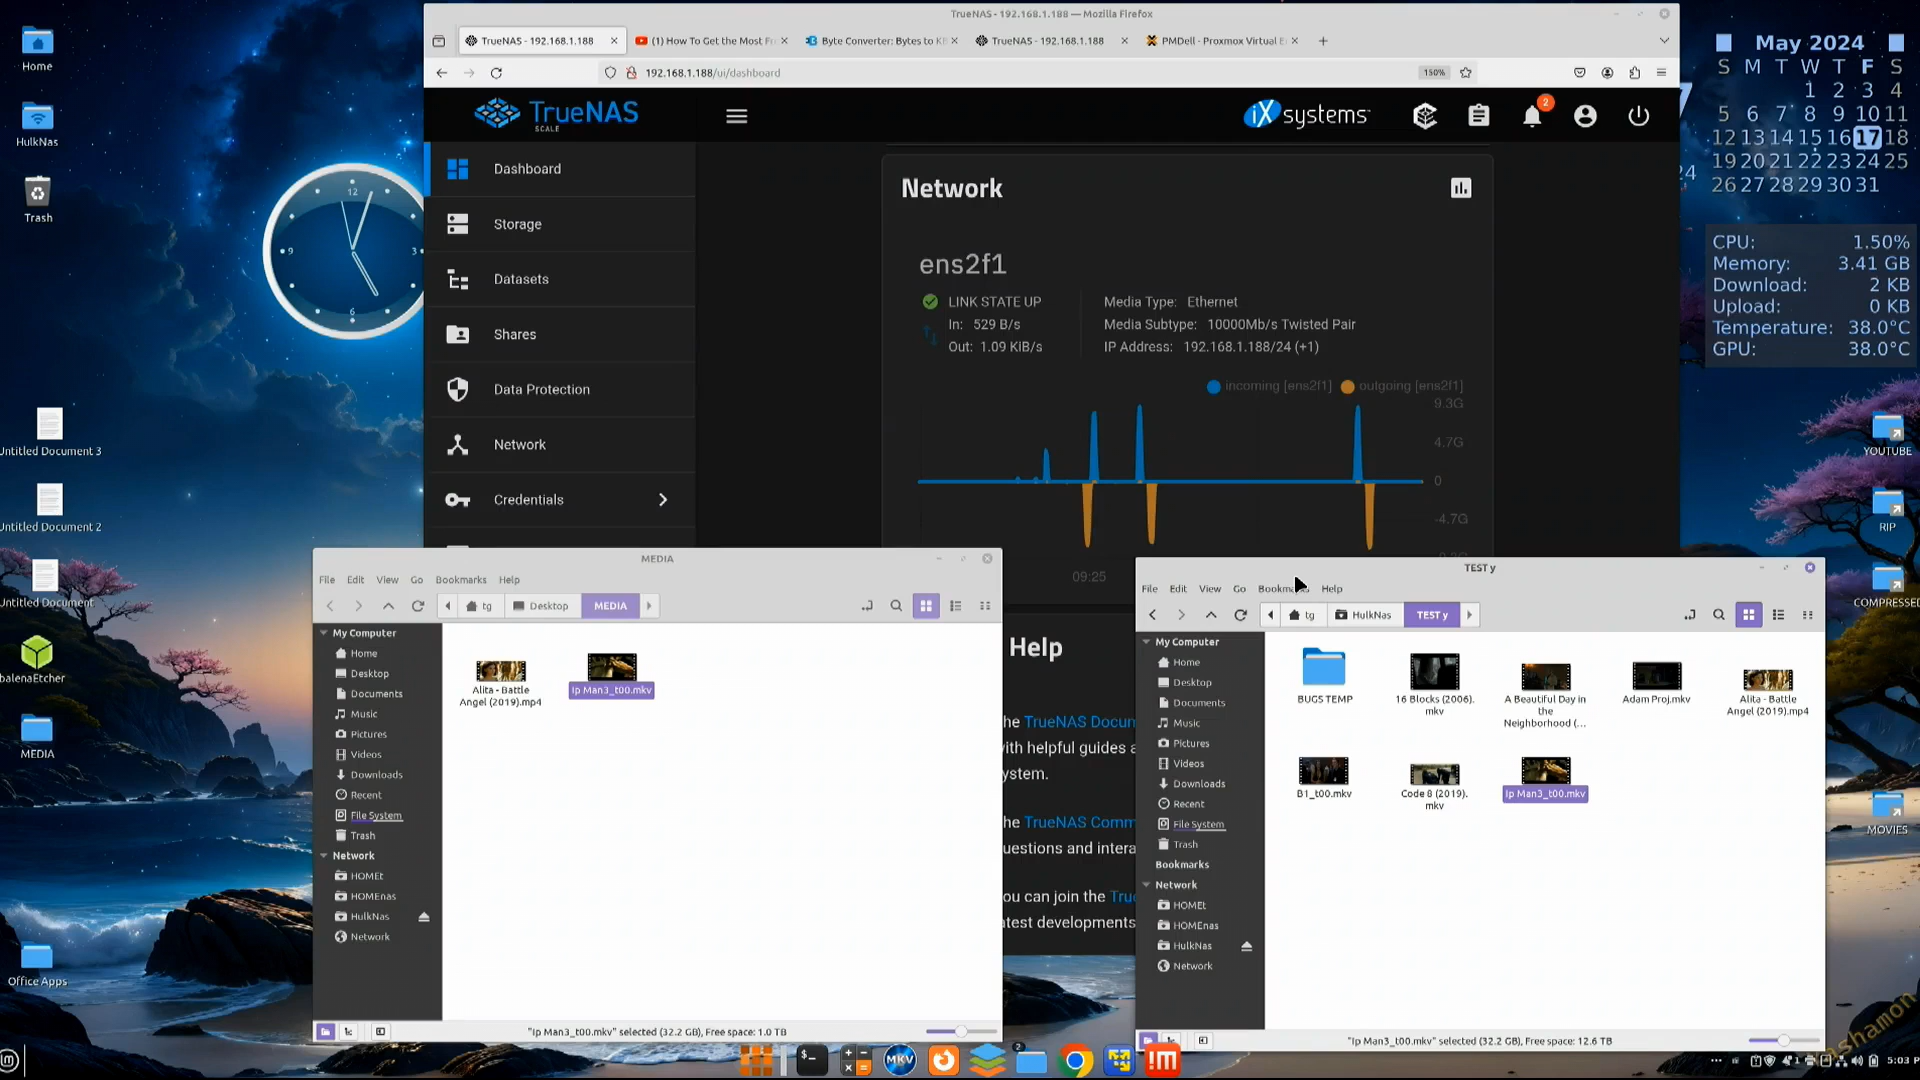 TrueNAS - 192.168.1.188 — Mozilla Firefox
TrueNAS - 192.168.1.188
(1) How To Get the Most Fr
Byte Converter: Bytes to KB
TrueNAS - 192.168.1.188
PMDell - Proxmox Virtual E
192.168.1.188/ui/dashboard
150%
TrueNAS
SCALE
iX systems
2
Dashboard
Storage
Datasets
Shares
Data Protection
Network
Credentials
Network
ens2f1
LINK STATE UP
In: 529 B/s
Out: 1.09 KiB/s
Media Type: Ethernet
Media Subtype: 10000Mb/s Twisted Pair
IP Address: 192.168.1.188/24 (+1)
incoming [ens2f1]
outgoing [ens2f1]
9.3G
4.7G
0
-4.7G
09:25
Help
he TrueNAS Docum
ith helpful guides a
ystem.
he TrueNAS Comm
uestions and intera
ou can join the Tru
atest developments
Home
HulkNas
Trash
Untitled Document 3
Untitled Document 2
Untitled Document
balenaEtcher
MEDIA
Office Apps
12
3
6
9
May 2024
S M T W T F S
1 2 3 4
5 6 7 8 9 10 11
12 13 14 15 16 17 18
19 20 21 22 23 24 25
26 27 28 29 30 31
7
24
CPU: 1.50%
Memory: 3.41 GB
Download: 2 KB
Upload: 0 KB
Temperature: 38.0°C
GPU: 38.0°C
YOUTUBE
RIP
COMPRESSED
MOVIES
MEDIA
File Edit View Go Bookmarks Help
tg
Desktop
MEDIA
My Computer
Home
Desktop
Documents
Music
Pictures
Videos
Downloads
Recent
File System
Trash
Network
HOMEt
HOMEnas
HulkNas
Network
Alita - Battle
Angel (2019).mp4
Ip Man3_t00.mkv
"Ip Man3_t00.mkv" selected (32.2 GB), Free space: 1.0 TB
TEST y
File Edit View Go Bookma Help
tg
HulkNas
TEST y
My Computer
Home
Desktop
Documents
Music
Pictures
Videos
Downloads
Recent
File System
Trash
Bookmarks
Network
HOMEt
HOMEnas
HulkNas
Network
BUGS TEMP
16 Blocks (2006).
mkv
A Beautiful Day in
the
Neighborhood (...
Adam Proj.mkv
Alita - Battle
Angel (2019).mp4
B1_t00.mkv
Code 8 (2019).
mkv
Ip Man3_t00.mkv
"Ip Man3_t00.mkv" selected (32.2 GB), Free space: 12.6 TB
MKV
2
1
5:03 P